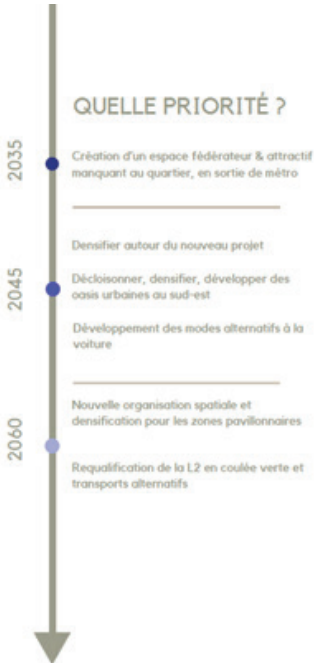 QUELLE PRIORITÉ ?
2035
Création d'un espace fédérateur & attractif
manquant au quartier, en sortie de métro
2045
Densifier autour du nouveau projet
Décloisonner, densifier, développer des
oasis urbaines au sud-est
Développement des modes alternatifs à la
voiture
2060
Nouvelle organisation spatiale et
densification pour les zones pavillonnaires
Requalification de la L2 en coulée verte et
transports alternatifs